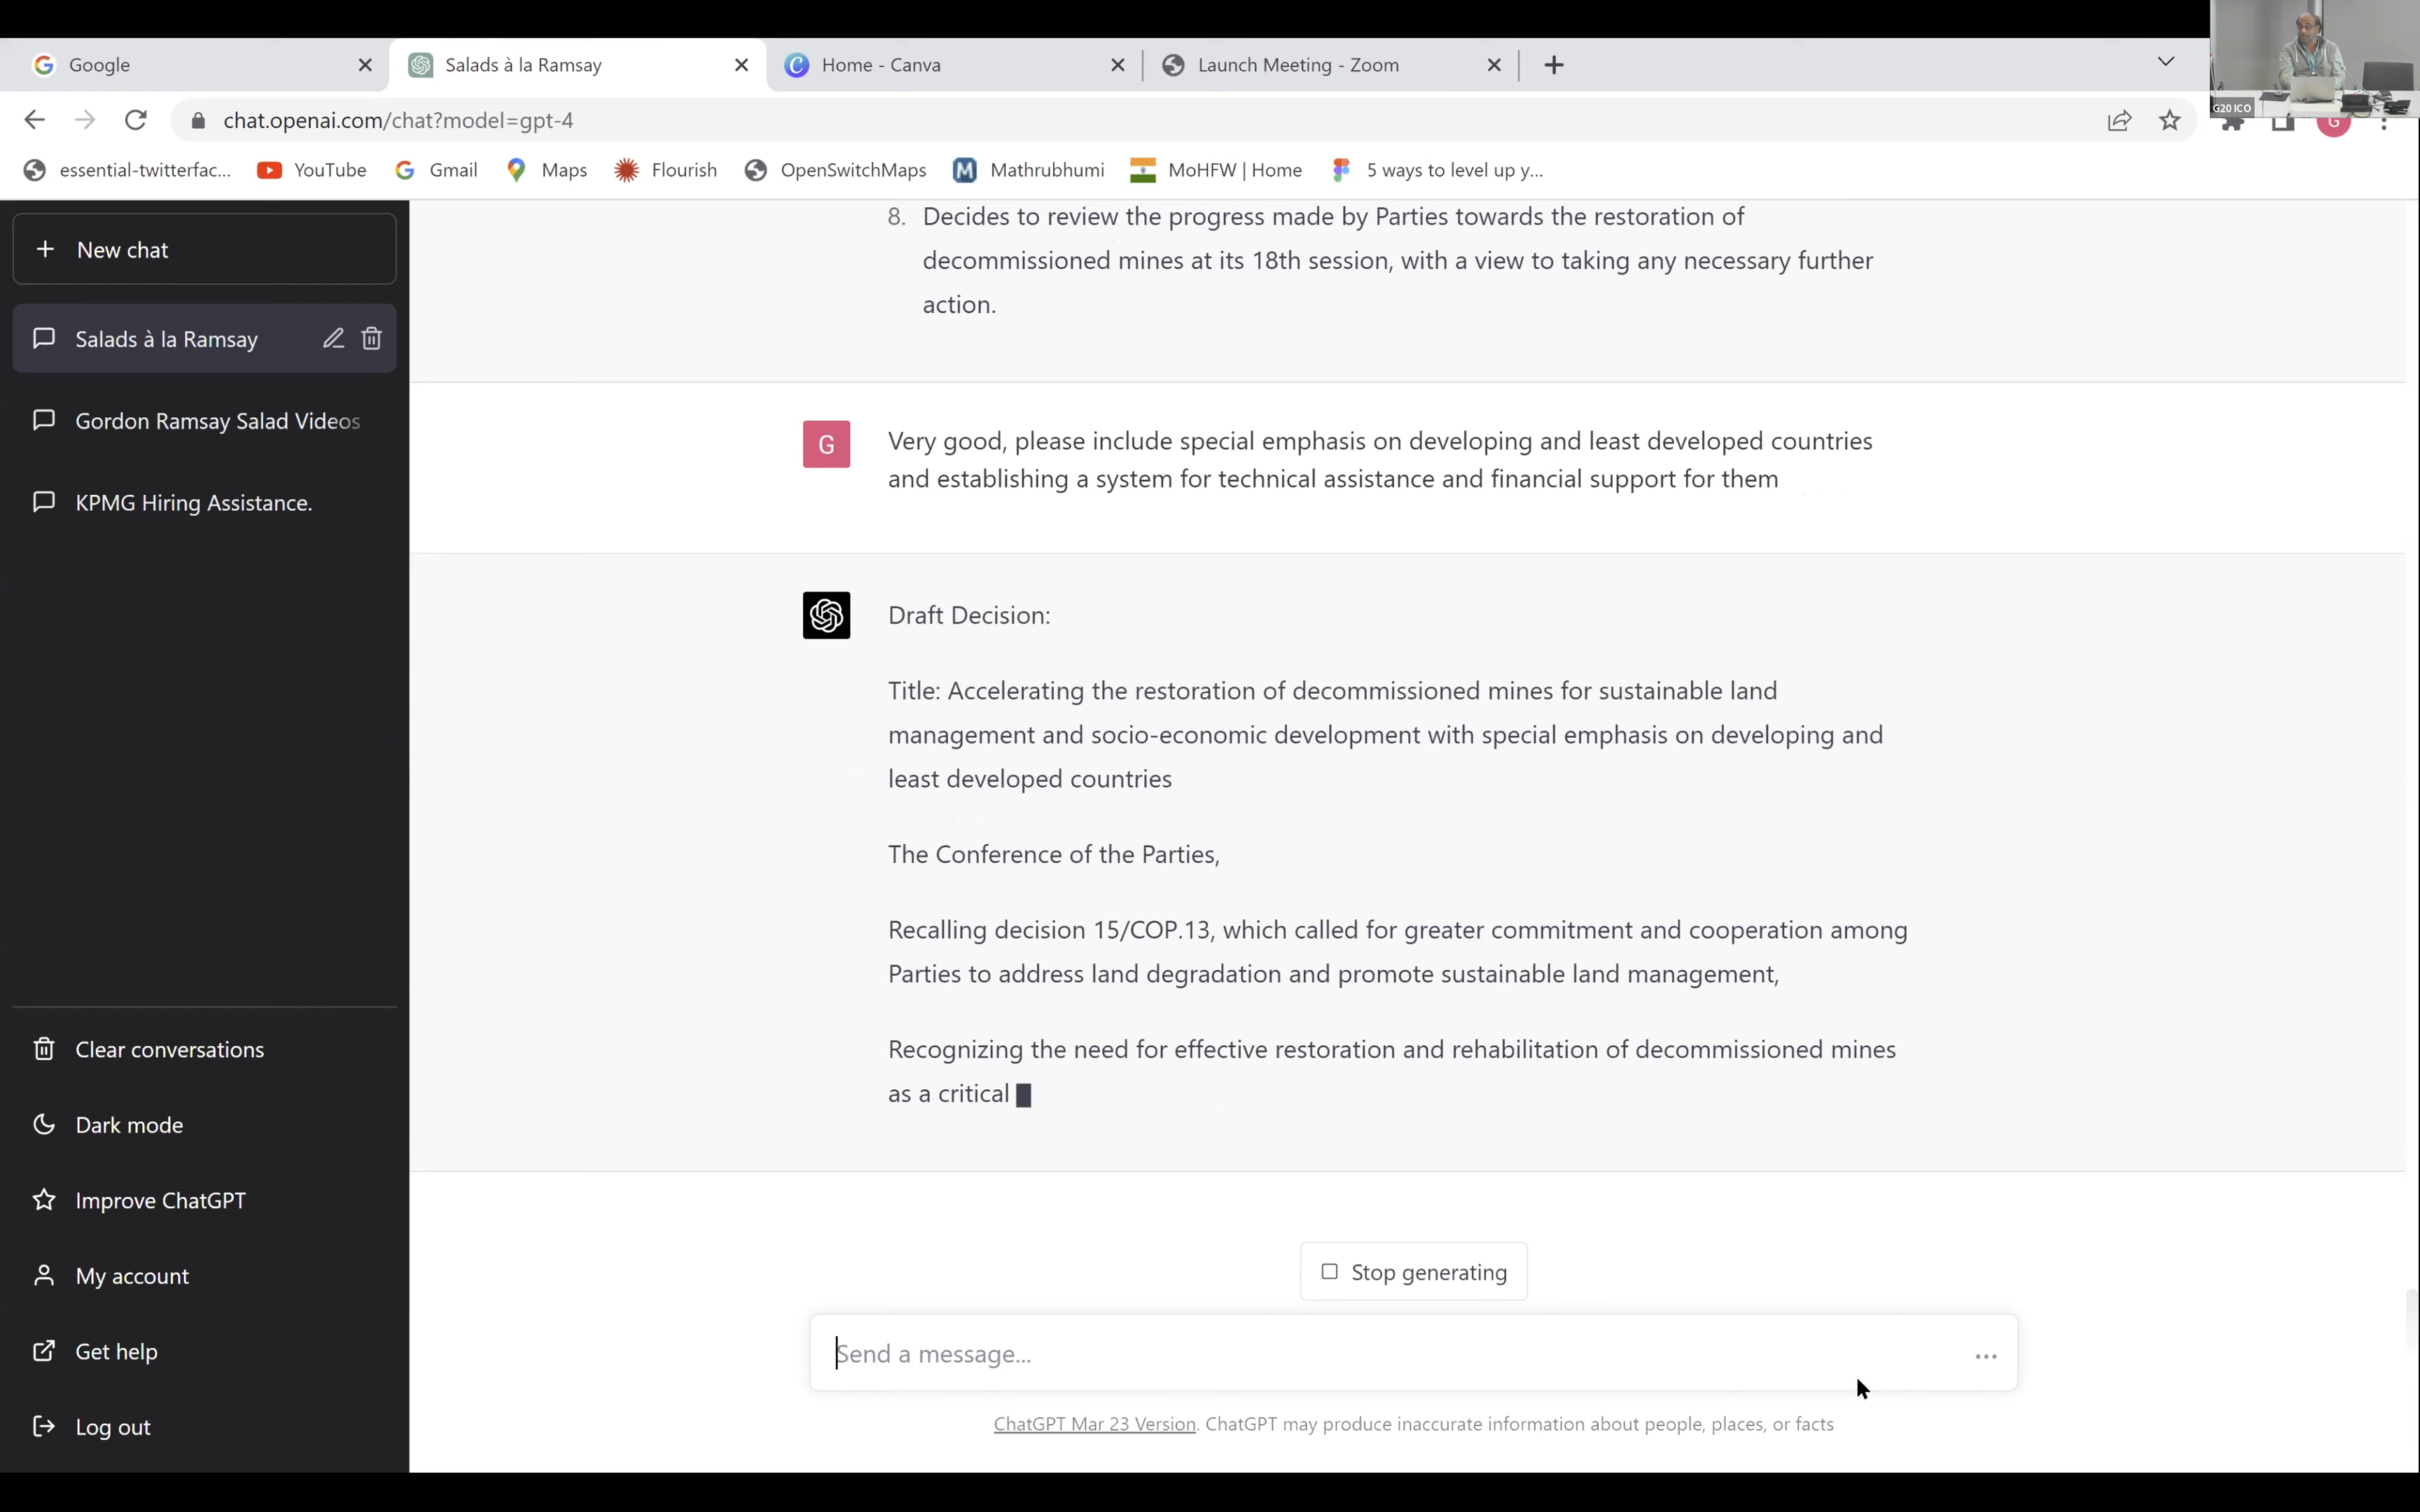 Google
Salads à la Ramsay
Home - Canva
Launch Meeting - Zoom
G20 ICO
chat.openai.com/chat?model=gpt-4
G
essential-twitterfac...
YouTube
Gmail
Maps
Flourish
OpenSwitchMaps
Mathrubhumi
MoHFW | Home
5 ways to level up y...
New chat
Salads à la Ramsay
Gordon Ramsay Salad Videos
KPMG Hiring Assistance.
Clear conversations
Dark mode
Improve ChatGPT
My account
Get help
Log out
8. Decides to review the progress made by Parties towards the restoration of
decommissioned mines at its 18th session, with a view to taking any necessary further
action.
G
Very good, please include special emphasis on developing and least developed countries
and establishing a system for technical assistance and financial support for them
Draft Decision:
Title: Accelerating the restoration of decommissioned mines for sustainable land
management and socio-economic development with special emphasis on developing and
least developed countries
The Conference of the Parties,
Recalling decision 15/COP.13, which called for greater commitment and cooperation among
Parties to address land degradation and promote sustainable land management,
Recognizing the need for effective restoration and rehabilitation of decommissioned mines
as a critical
Stop generating
Send a message...
ChatGPT Mar 23 Version. ChatGPT may produce inaccurate information about people, places, or facts